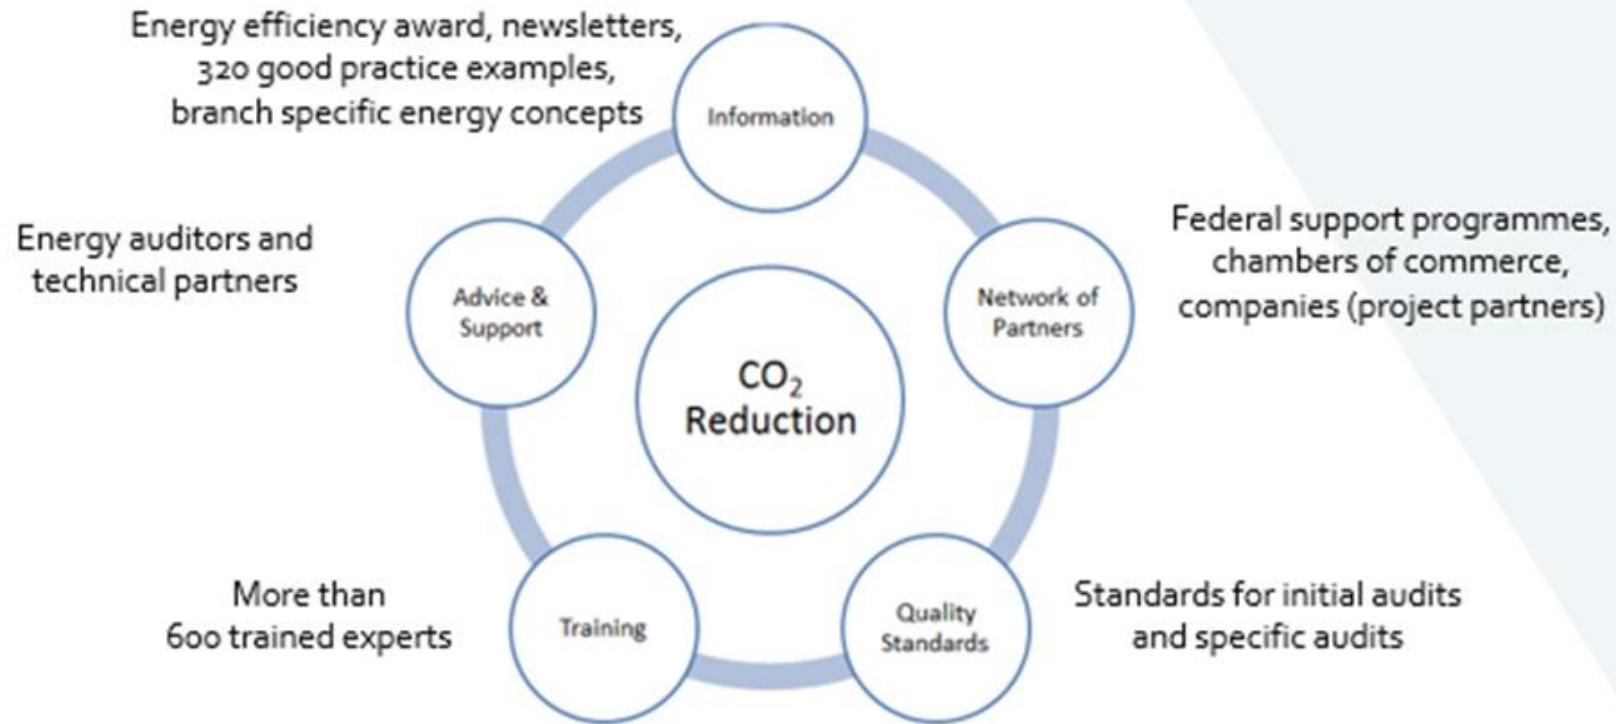 Energy efficiency award, newsletters,
320 good practice examples,
branch specific energy concepts
Information
Federal support programmes,
chambers of commerce,
companies (project partners)
Network of
Partners
Energy auditors and
technical partners
Advice &
Support
CO₂
Reduction
More than
600 trained experts
Training
Quality
Standards
Standards for initial audits
and specific audits